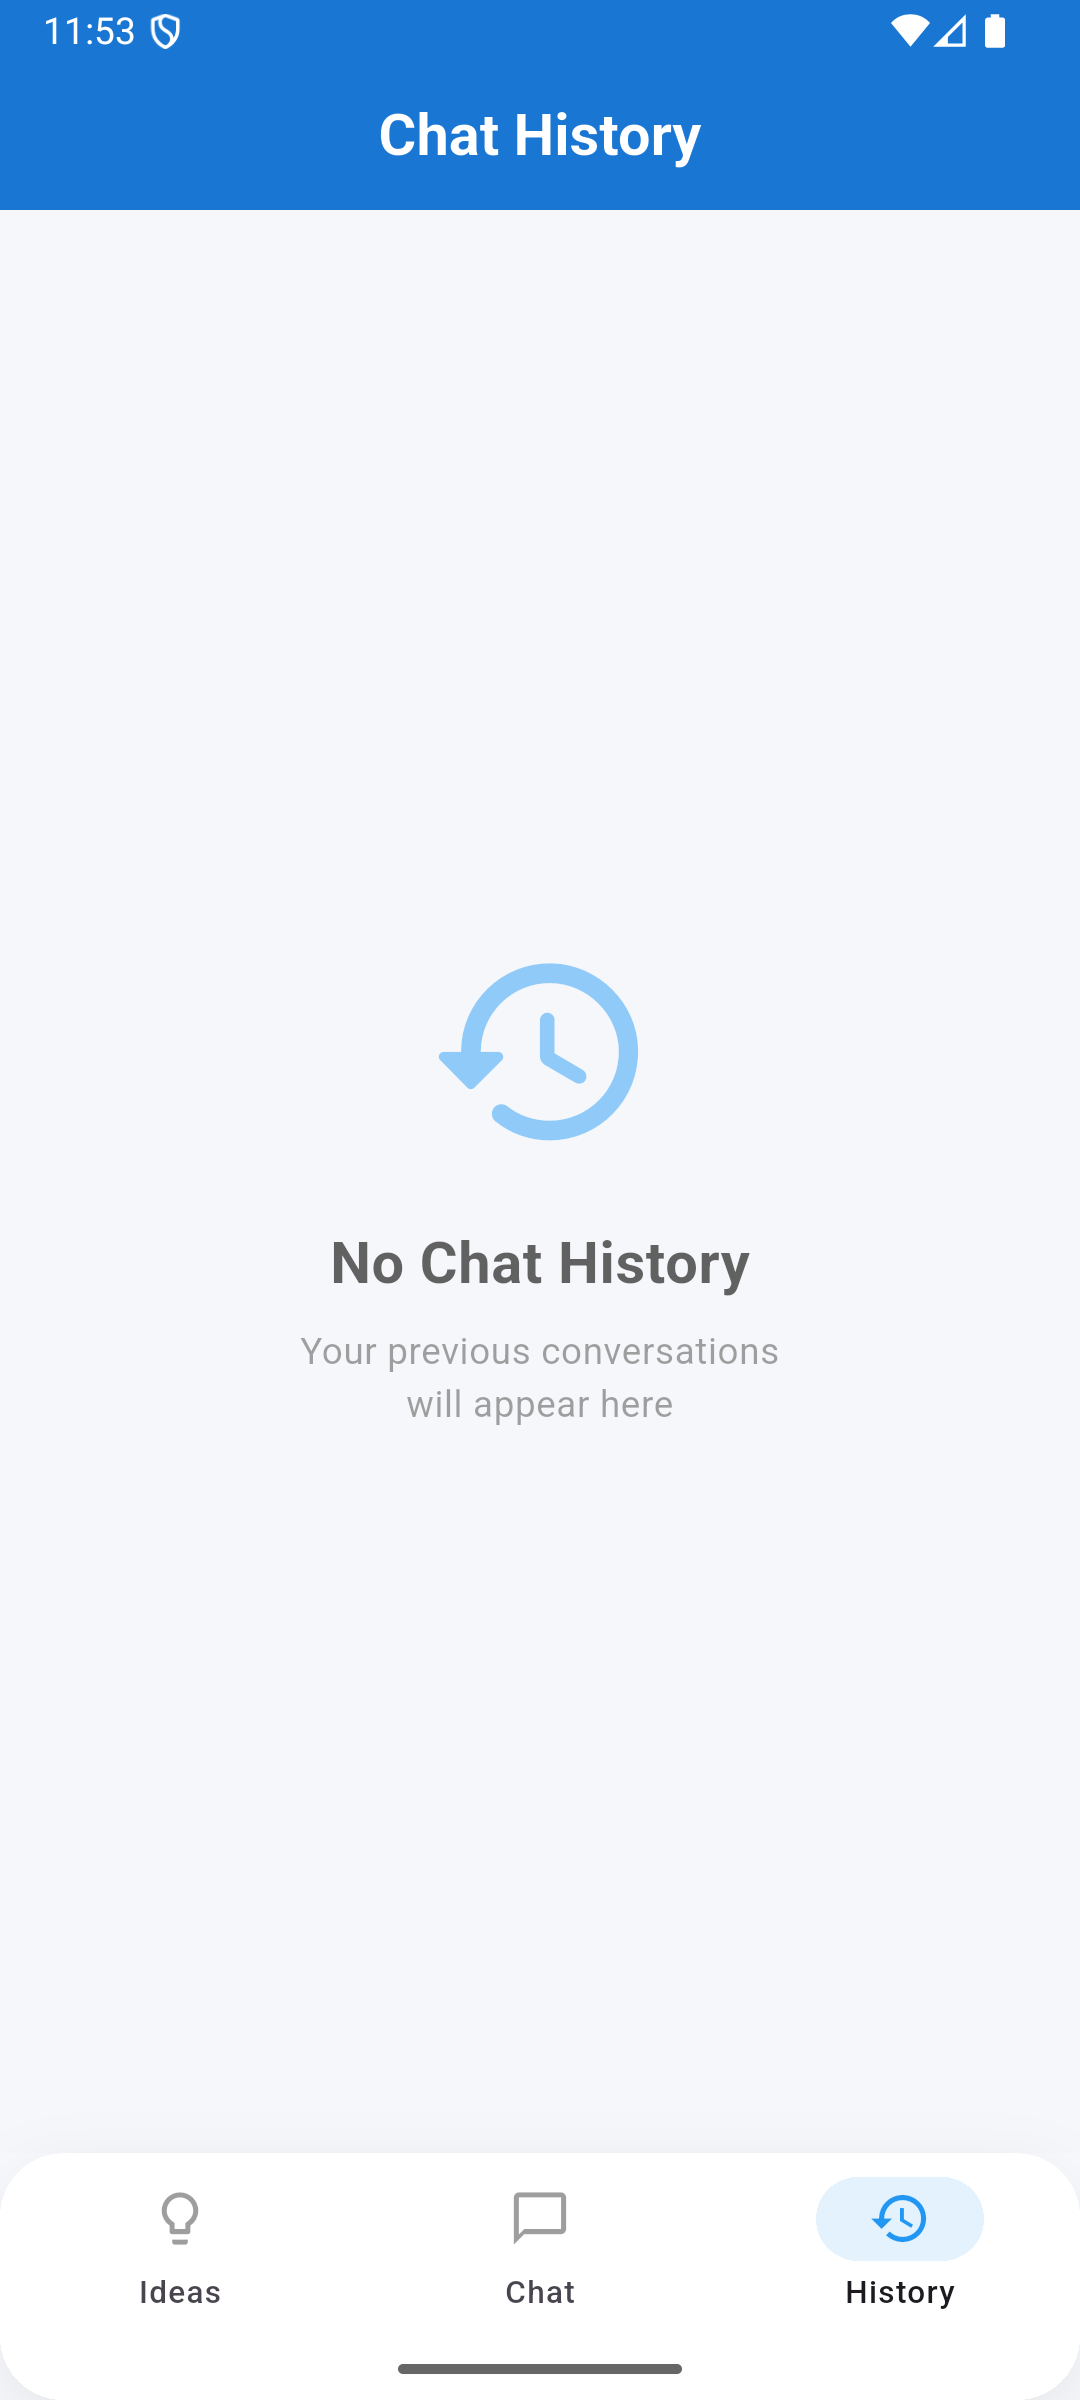 11:53
Chat History
No Chat History
Your previous conversations
will appear here
Ideas
Chat
History